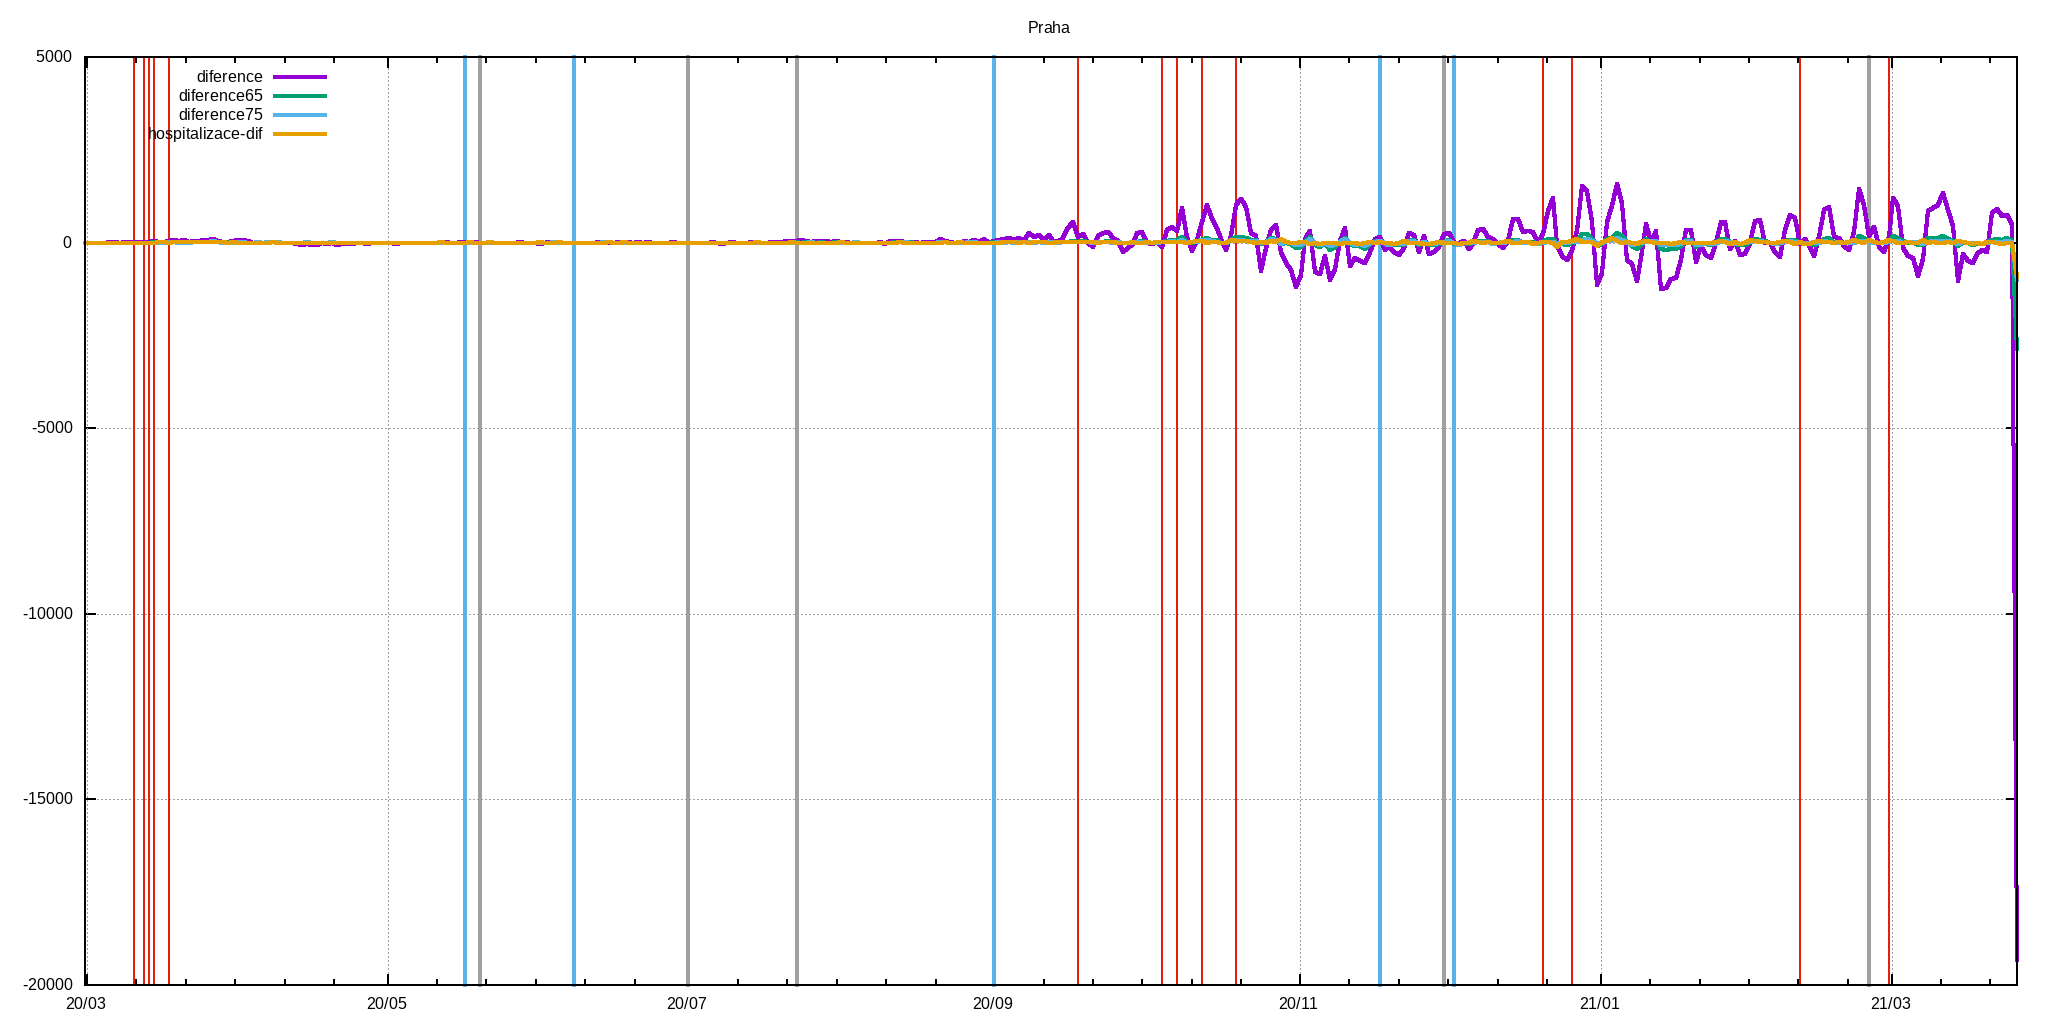 Praha
5000
0
-5000
-10000
-15000
-20000
diference
diference65
diference75
hospitalizace-dif
20/03 20/05 20/07 20/09 20/11 21/01 21/03